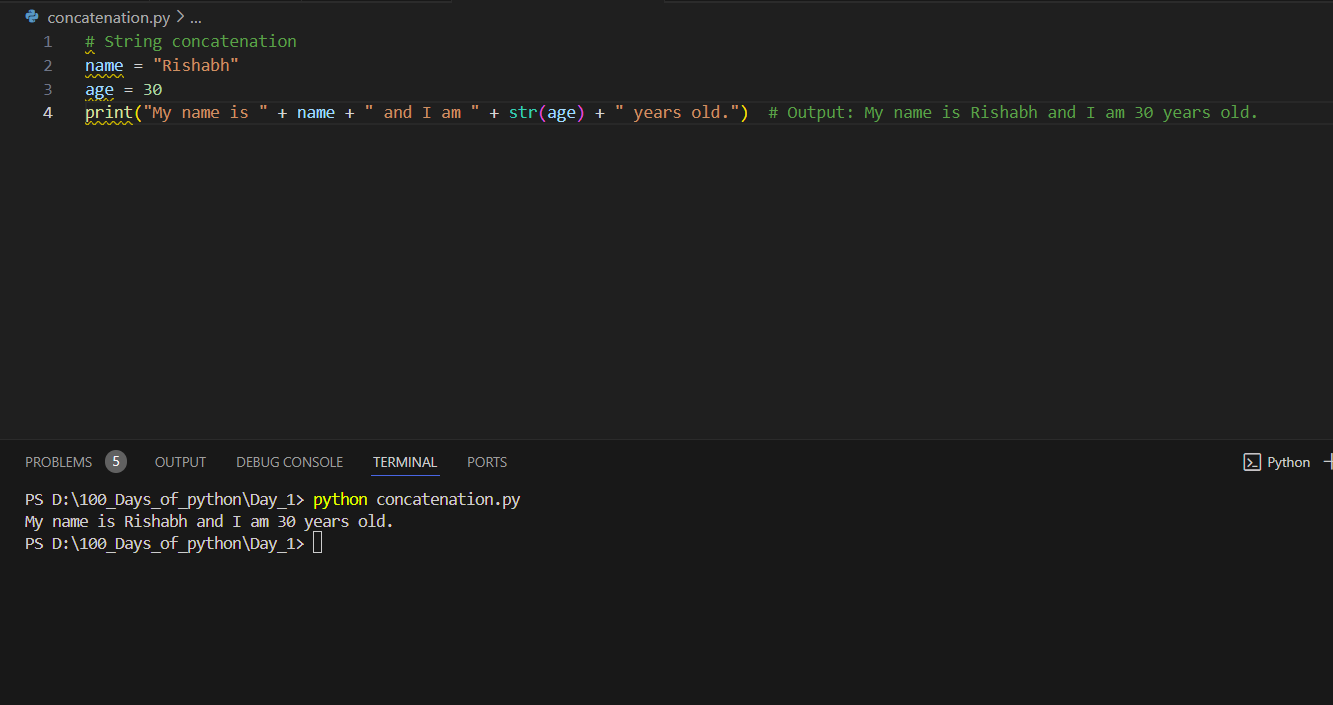 concatenation.py > ...
1 # String concatenation
2 name = "Rishabh"
3 age = 30
4 print("My name is " + name + " and I am " + str(age) + " years old.")  # Output: My name is Rishabh and I am 30 years old.
PROBLEMS 5 OUTPUT DEBUG CONSOLE TERMINAL PORTS Python
PS D:\100_Days_of_python\Day_1> python concatenation.py
My name is Rishabh and I am 30 years old.
PS D:\100_Days_of_python\Day_1>